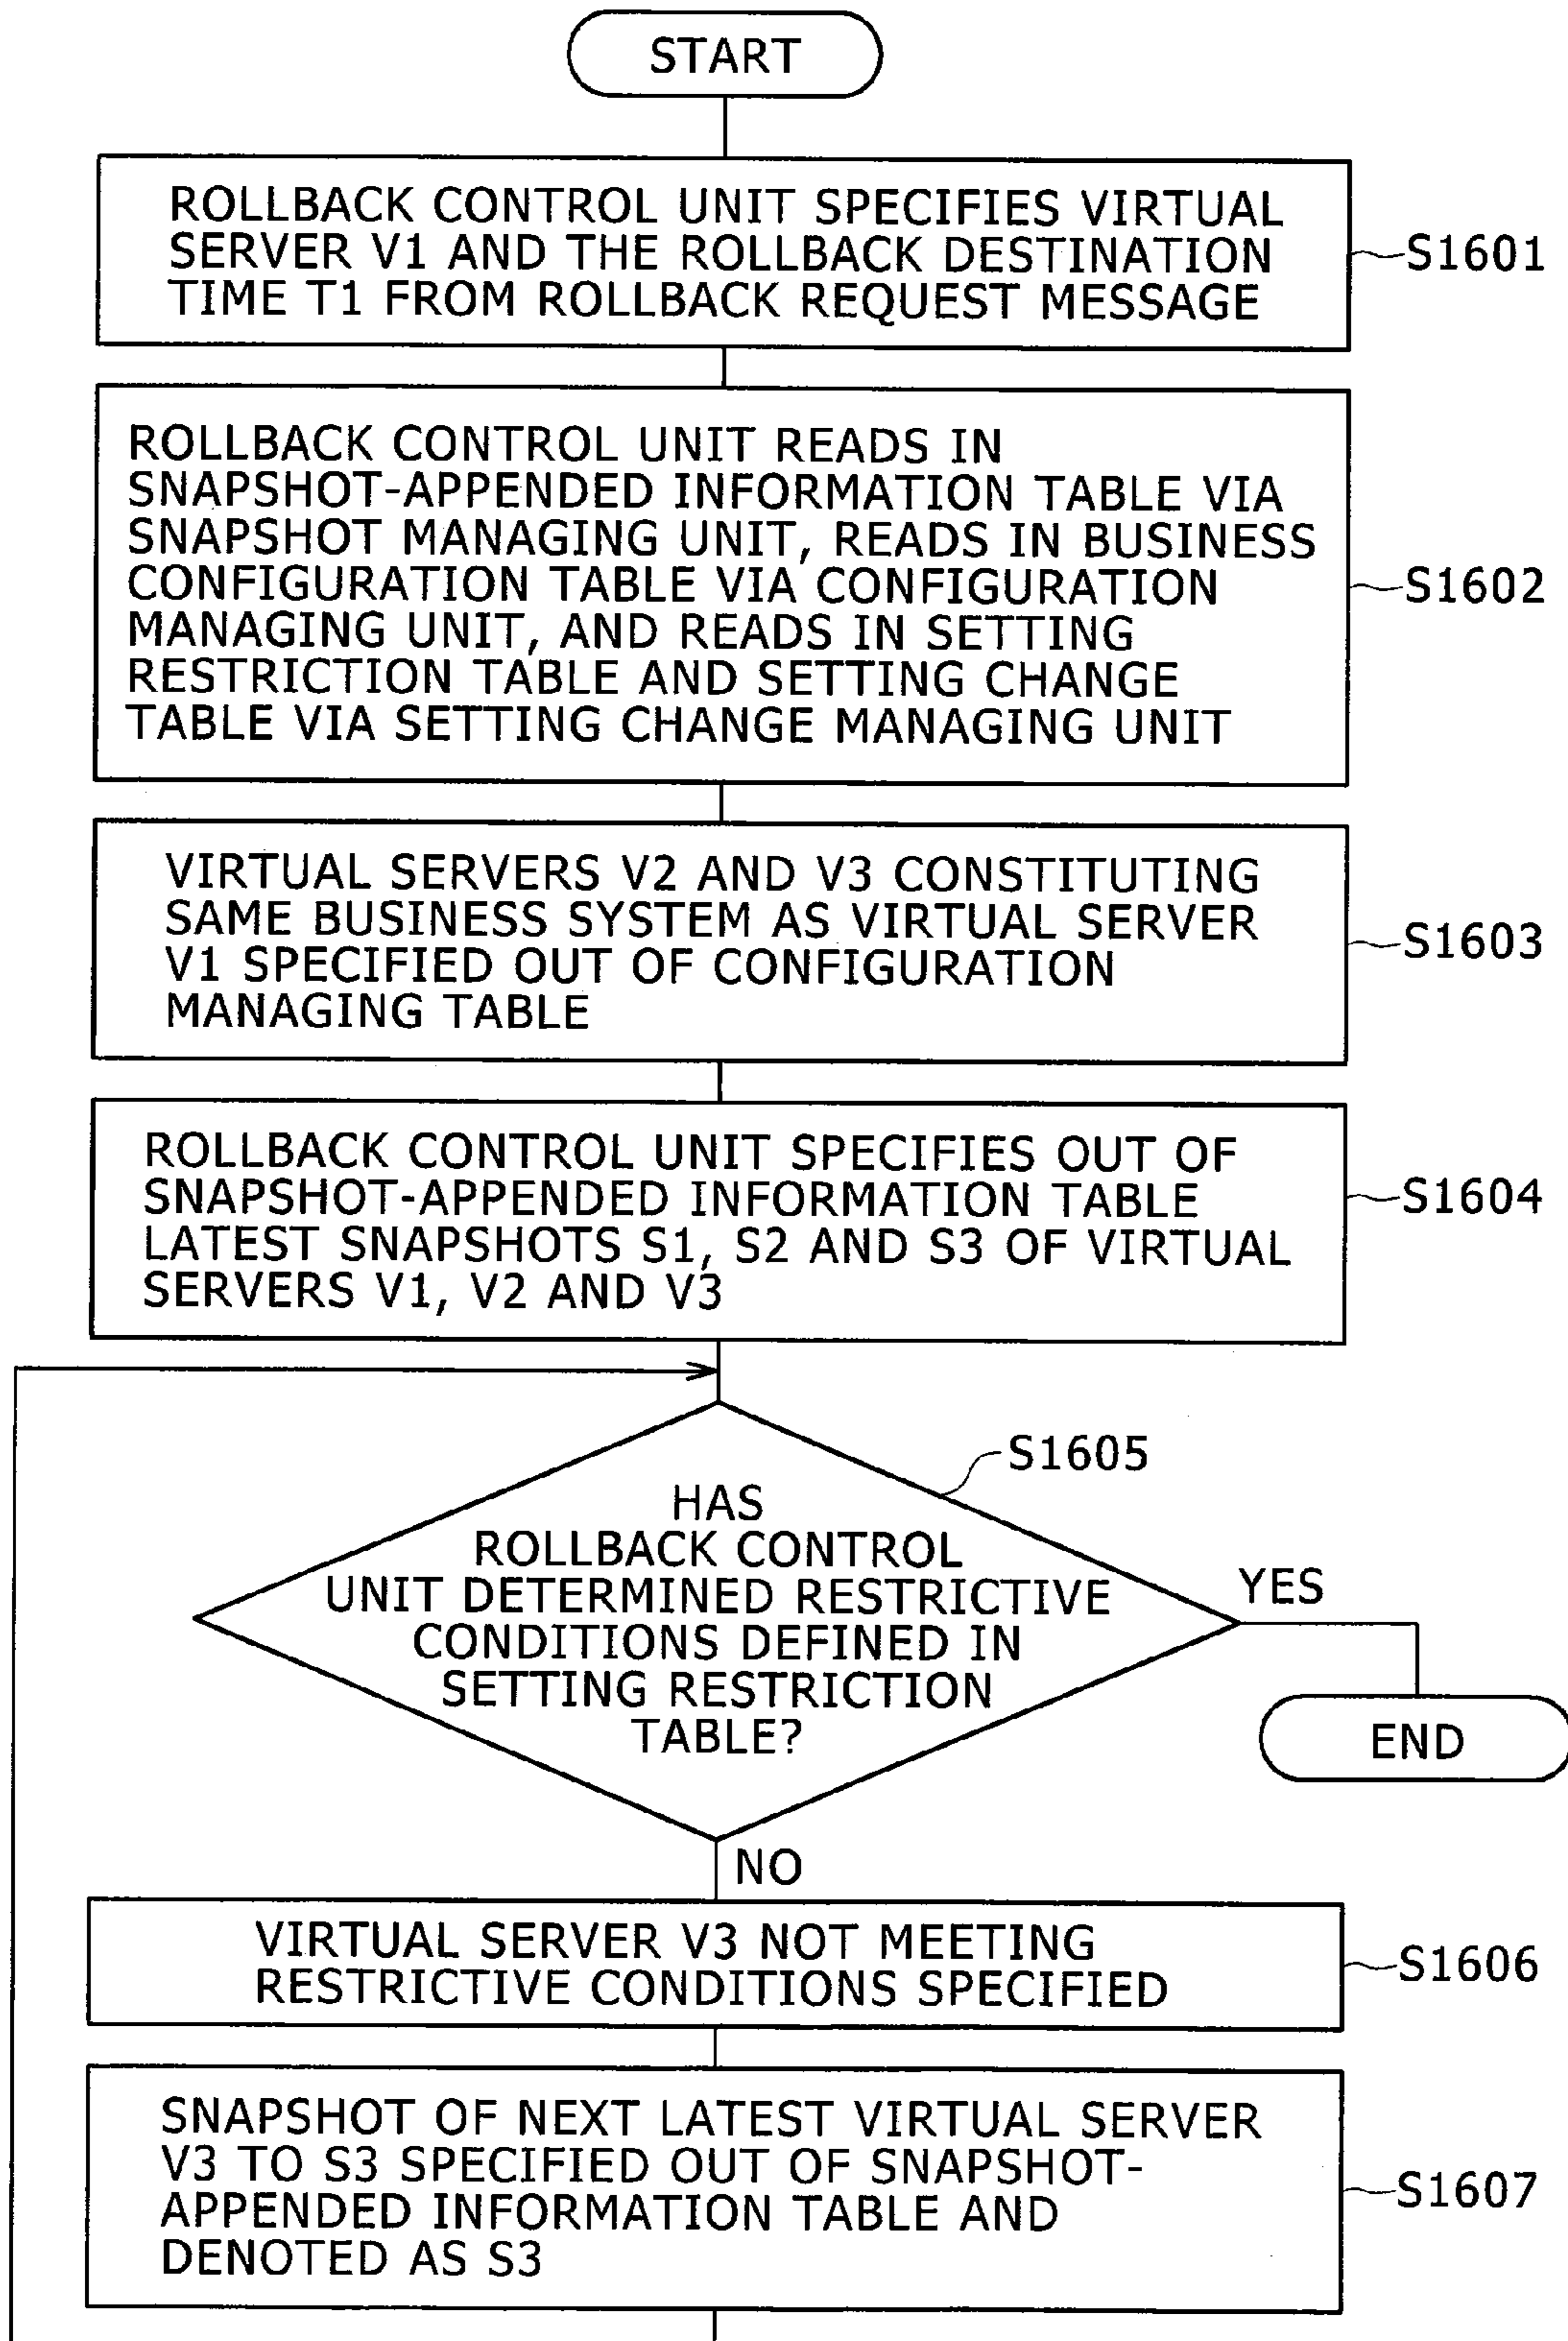 START
ROLLBACK CONTROL UNIT SPECIFIES VIRTUAL
SERVER V1 AND THE ROLLBACK DESTINATION
TIME T1 FROM ROLLBACK REQUEST MESSAGE
S1601
ROLLBACK CONTROL UNIT READS IN
SNAPSHOT-APPENDED INFORMATION TABLE VIA
SNAPSHOT MANAGING UNIT, READS IN BUSINESS
CONFIGURATION TABLE VIA CONFIGURATION
MANAGING UNIT, AND READS IN SETTING
RESTRICTION TABLE AND SETTING CHANGE
TABLE VIA SETTING CHANGE MANAGING UNIT
S1602
VIRTUAL SERVERS V2 AND V3 CONSTITUTING
SAME BUSINESS SYSTEM AS VIRTUAL SERVER
V1 SPECIFIED OUT OF CONFIGURATION
MANAGING TABLE
S1603
ROLLBACK CONTROL UNIT SPECIFIES OUT OF
SNAPSHOT-APPENDED INFORMATION TABLE
LATEST SNAPSHOTS S1, S2 AND S3 OF VIRTUAL
SERVERS V1, V2 AND V3
S1604
S1605
HAS
ROLLBACK CONTROL
UNIT DETERMINED RESTRICTIVE
CONDITIONS DEFINED IN
SETTING RESTRICTION
TABLE?
YES
END
NO
VIRTUAL SERVER V3 NOT MEETING
RESTRICTIVE CONDITIONS SPECIFIED
S1606
SNAPSHOT OF NEXT LATEST VIRTUAL SERVER
V3 TO S3 SPECIFIED OUT OF SNAPSHOT-
APPENDED INFORMATION TABLE AND
DENOTED AS S3
S1607